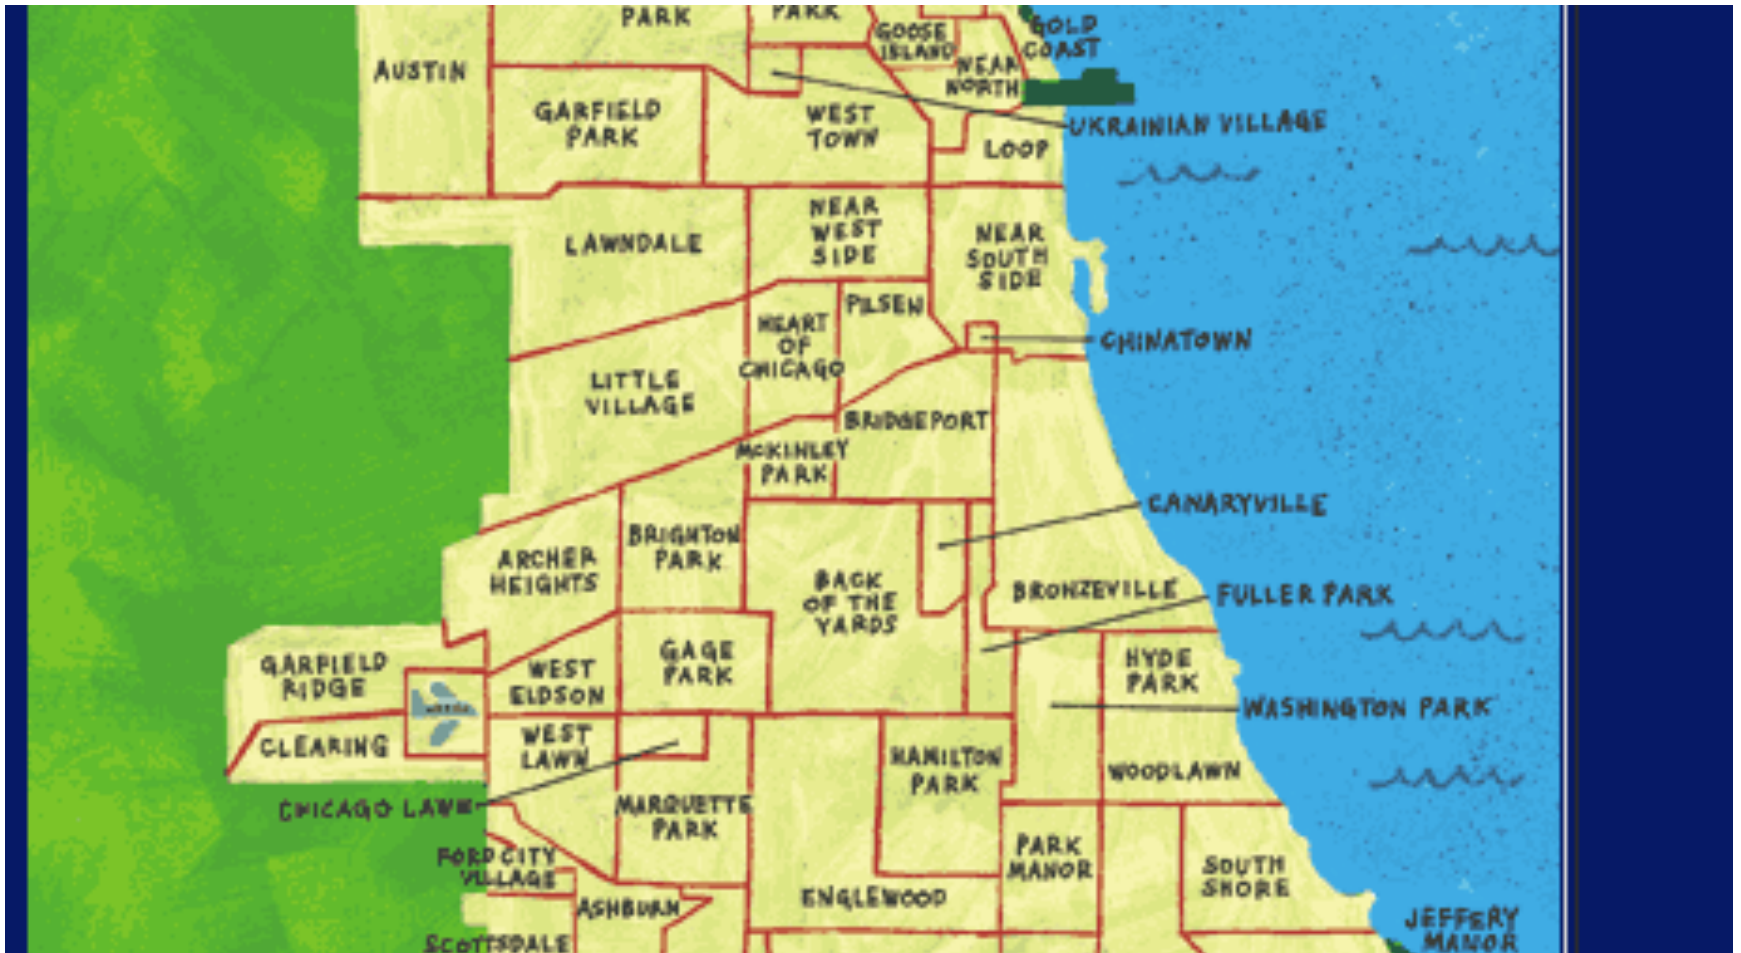 PARK
PARK
GOOSE
ISLAND
GOLD
COAST
AUSTIN
NEAR
NORTH
GARFIELD
PARK
WEST
TOWN
UKRAINIAN VILLAGE
LOOP
LAWNDALE
NEAR
WEST
SIDE
NEAR
SOUTH
SIDE
PILSEN
HEART
OF
CHICAGO
CHINATOWN
LITTLE
VILLAGE
BRIDGEPORT
MCKINLEY
PARK
CANARYVILLE
ARCHER
HEIGHTS
BRIGHTON
PARK
BACK
OF THE
YARDS
BRONZEVILLE
FULLER PARK
GARFIELD
RIDGE
WEST
ELDSON
GAGE
PARK
HYDE
PARK
WASHINGTON PARK
CLEARING
WEST
LAWN
HAMILTON
PARK
WOODLAWN
CHICAGO LAWN
MARQUETTE
PARK
FORD CITY
VILLAGE
PARK
MANOR
SOUTH
SHORE
ASHBURN
ENGLEWOOD
JEFFERY
MANOR
SCOTTSDALE